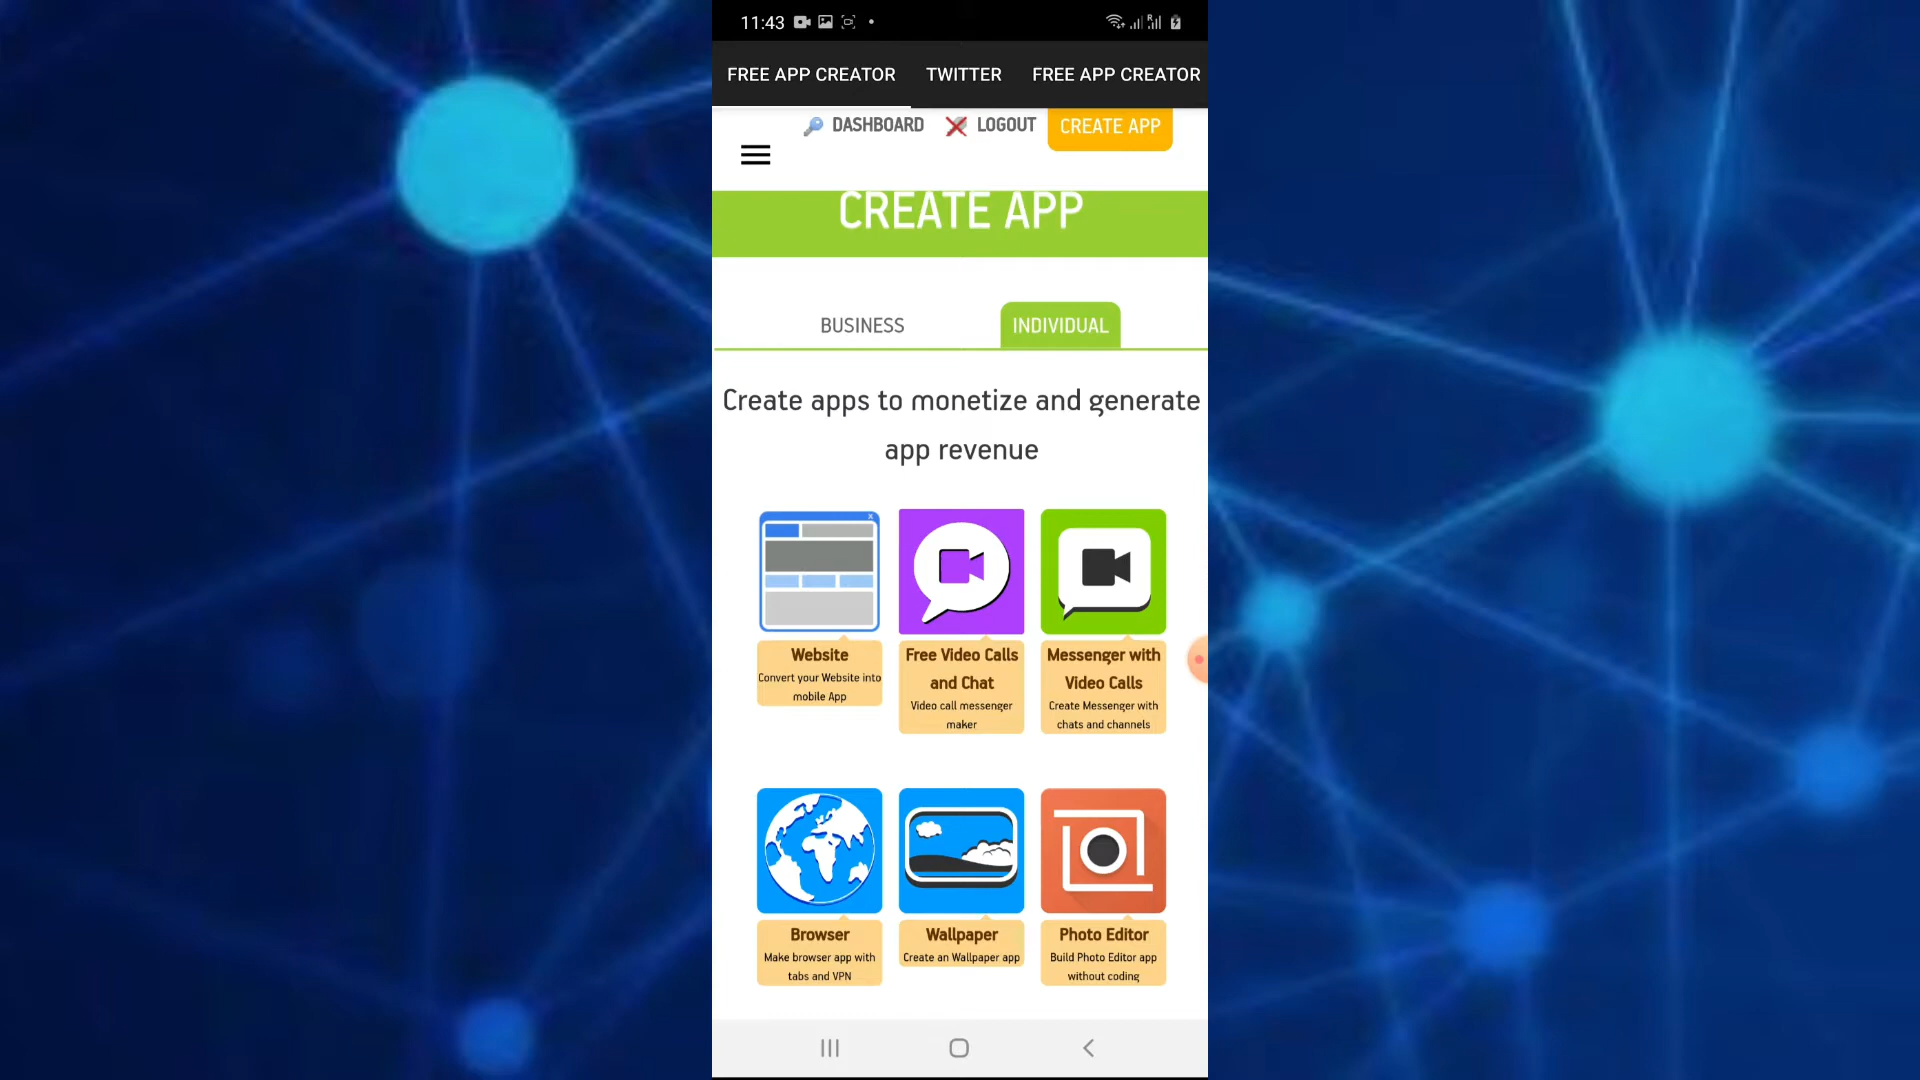 11:43
FREE APP CREATOR TWITTER FREE APP CREATOR
DASHBOARD LOGOUT CREATE APP
CREATE APP
BUSINESS INDIVIDUAL
Create apps to monetize and generate
app revenue
Website
Convert your Website into
mobile App
Free Video Calls
and Chat
Video call messenger
maker
Messenger with
Video Calls
Create Messenger with
chats and channels
Browser
Make browser app with
tabs and VPN
Wallpaper
Create an Wallpaper app
Photo Editor
Build Photo Editor app
without coding